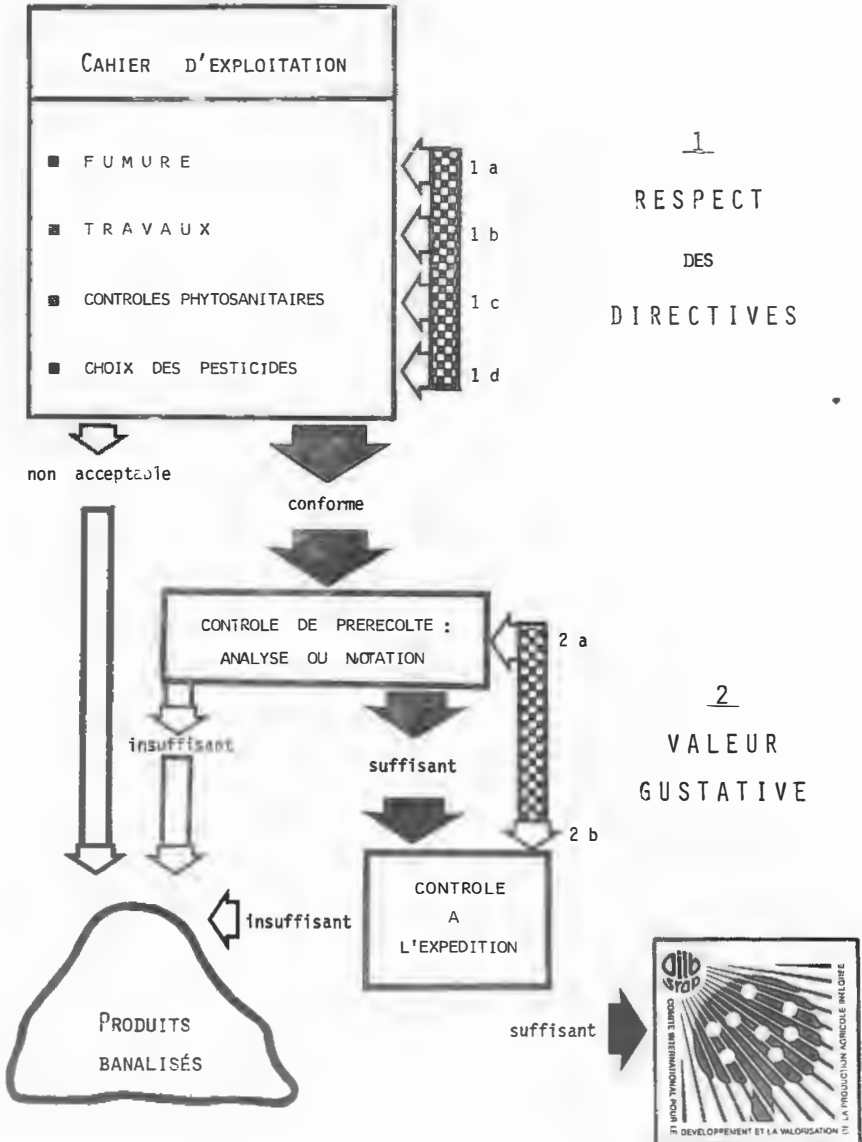 CAHIER D'EXPLOITATION
■ FUMURE
■ TRAVAUX
■ CONTROLES PHYTOSANITAIRES
■ CHOIX DES PESTICIDES
1 a
1 b
1 c
1 d
1
RESPECT
DES
DIRECTIVES
non acceptable
conforme
CONTROLE DE PRERECOLTE :
ANALYSE OU NOTATION
2 a
insuffisant
suffisant
2
VALEUR
GUSTATIVE
2 b
CONTROLE
A
L'EXPEDITION
insuffisant
PRODUITS
BANALISÉS
suffisant
oilb
srop
COMITE INTERNATIONAL POUR LE
DEVELOPPEMENT ET LA VALORISATION
DE LA PRODUCTION AGRICOLE INTEGREE